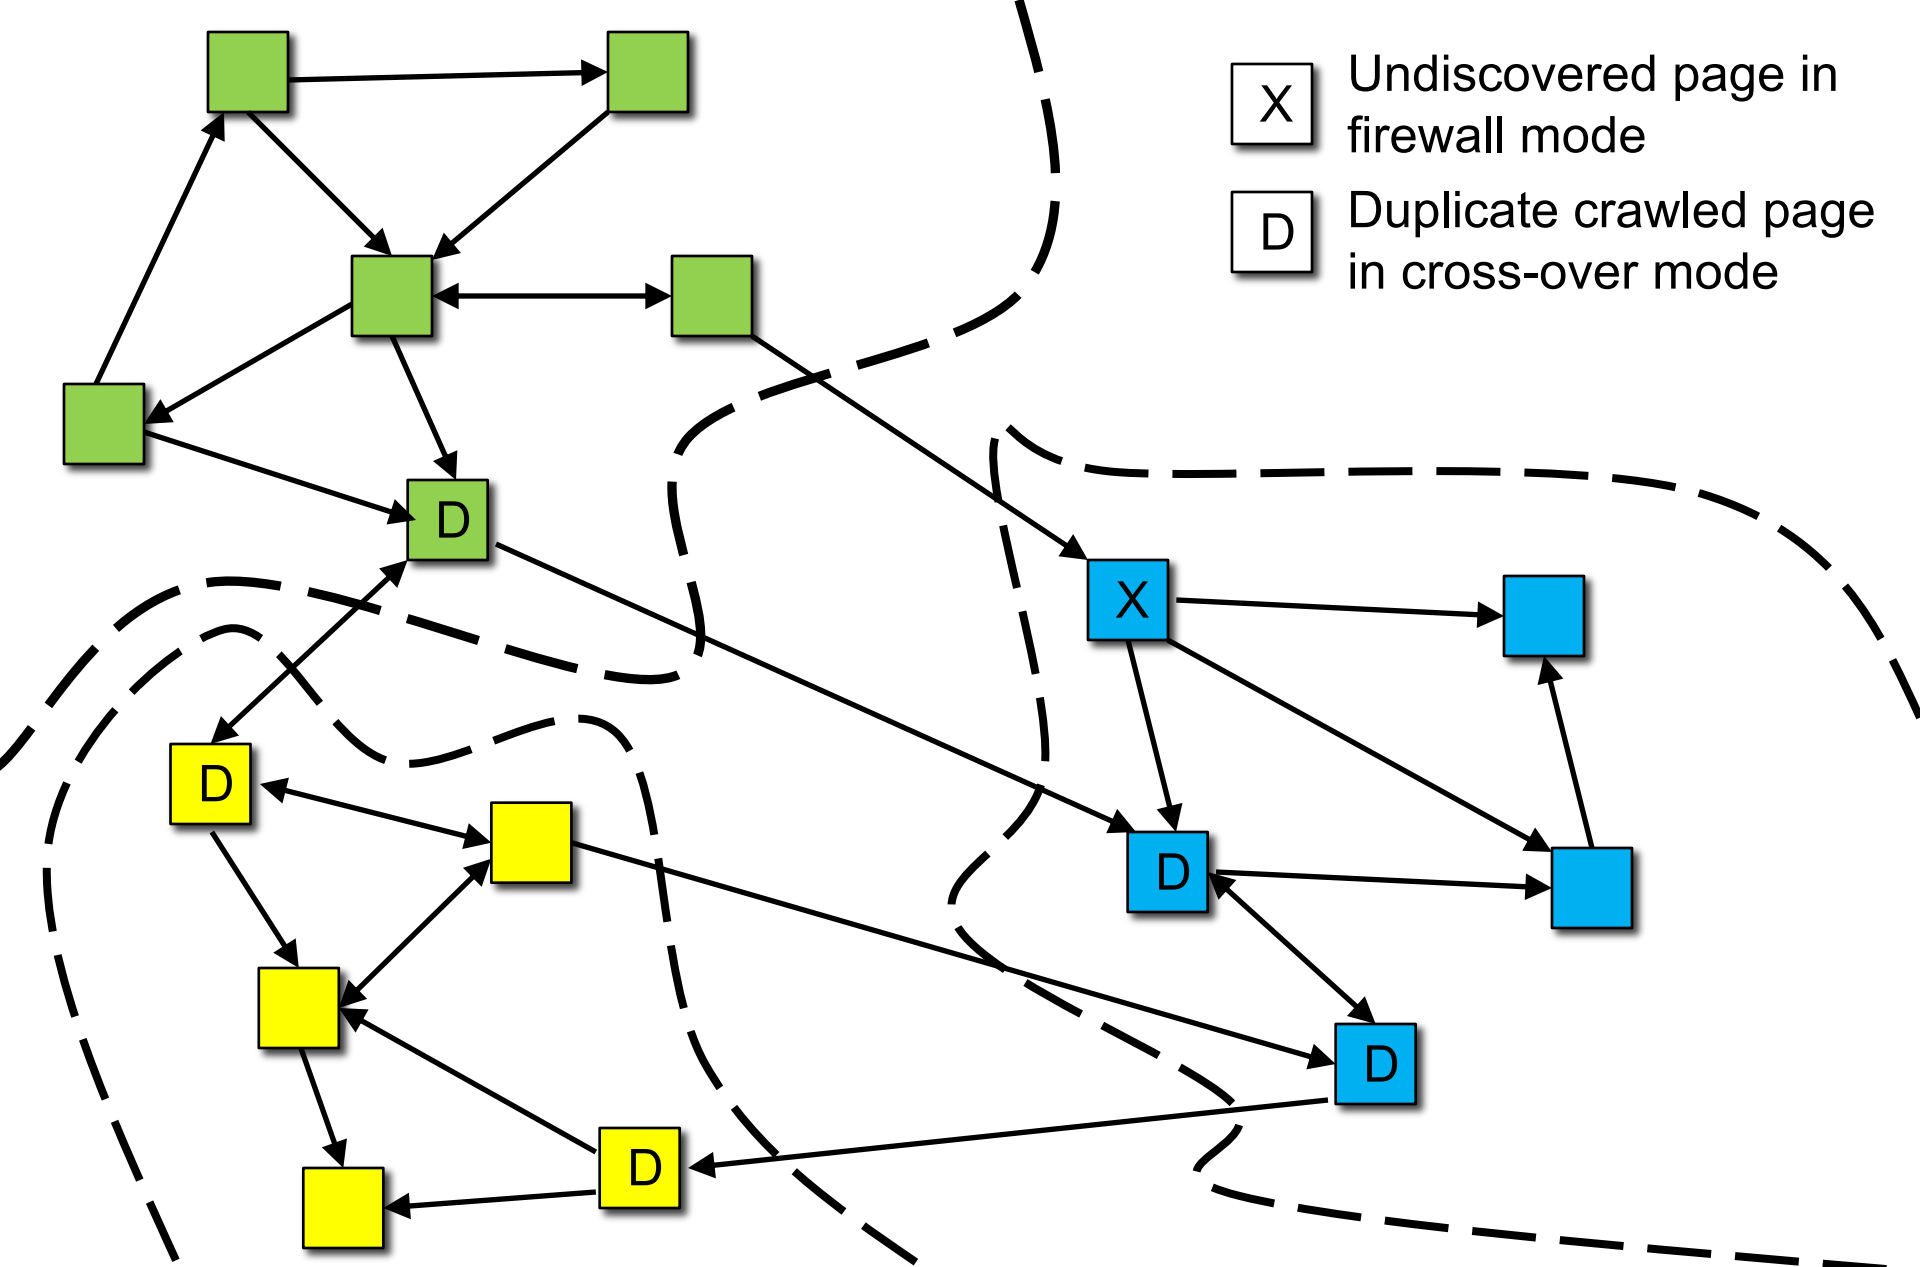 X
Undiscovered page in
firewall mode
D
Duplicate crawled page
in cross-over mode
D
X
D
D
D
D